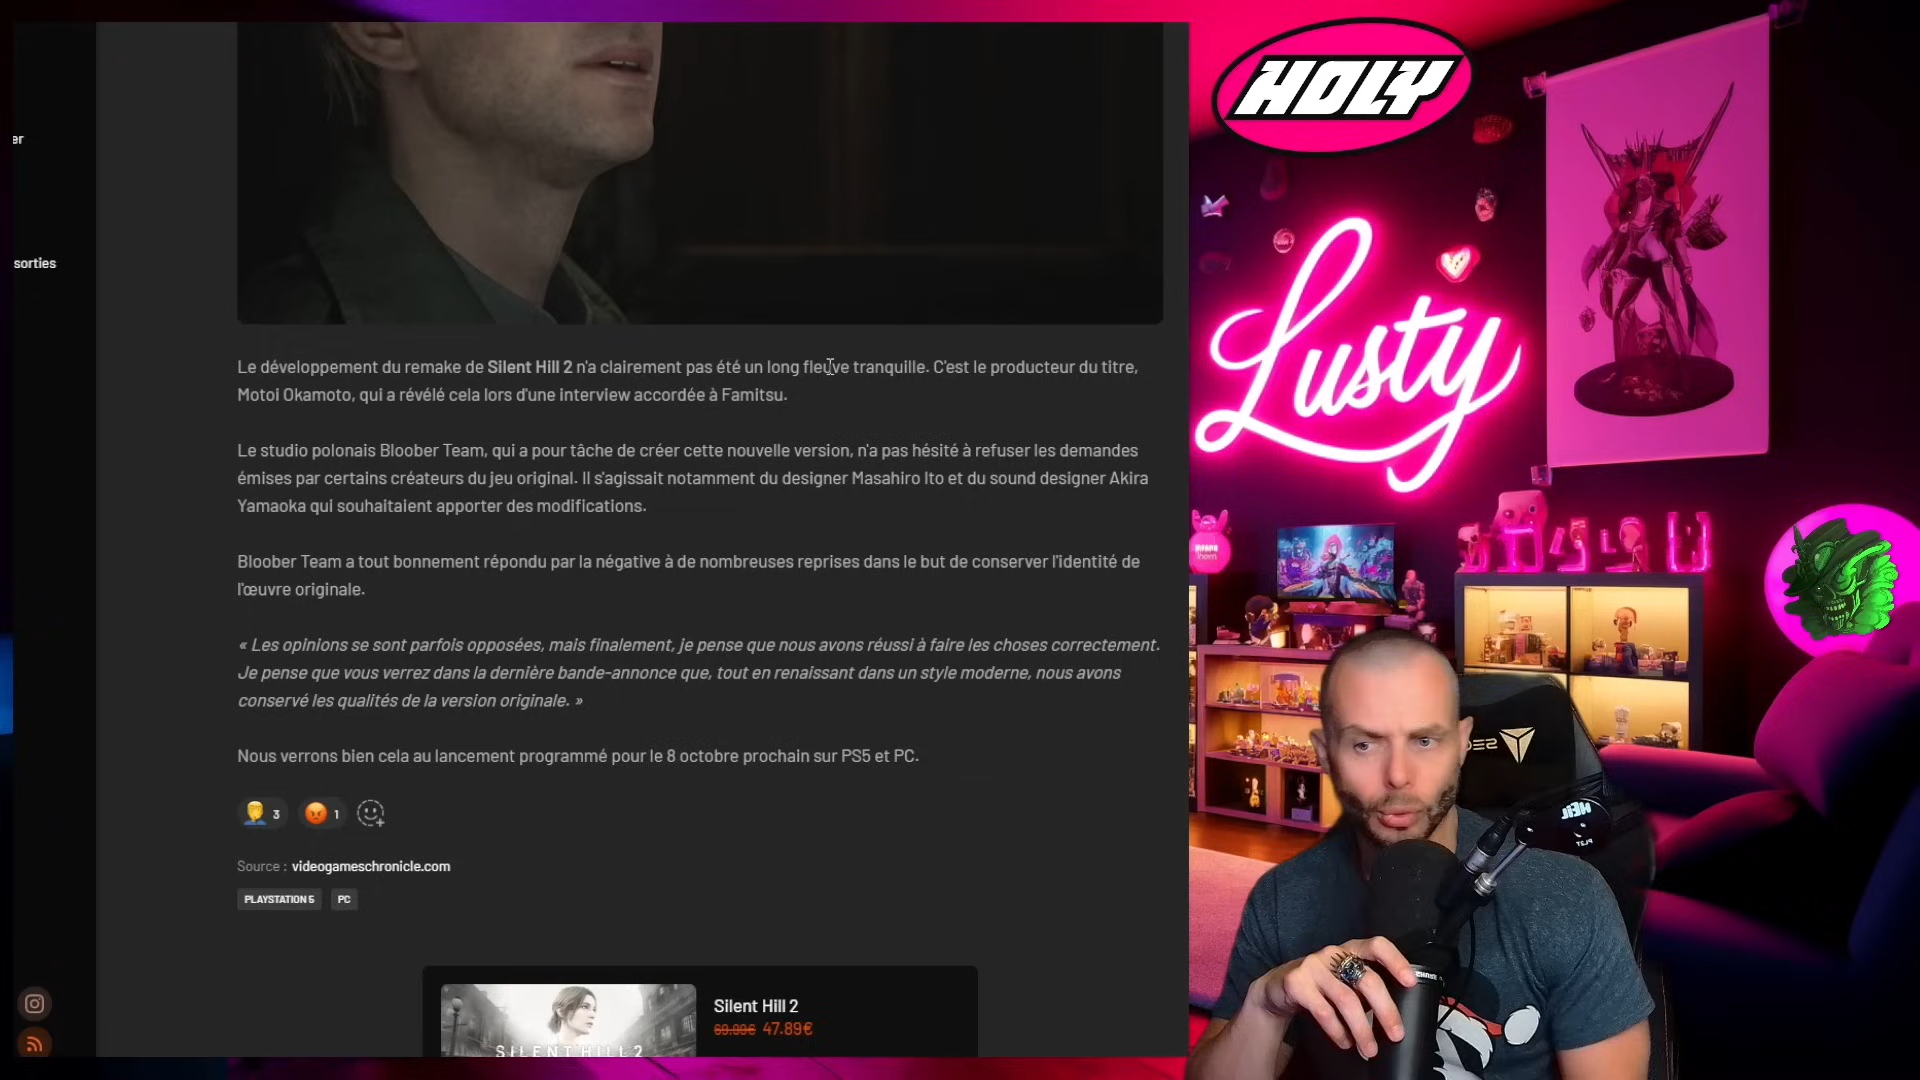 HOLY
er
sorties
Le développement du remake de Silent Hill 2 n'a clairement pas été un long fleuve tranquille. C'est le producteur du titre,
Motoi Okamoto, qui a révélé cela lors d'une interview accordée à Famitsu.
Le studio polonais Bloober Team, qui a pour tâche de créer cette nouvelle version, n'a pas hésité à refuser les demandes
émises par certains créateurs du jeu original. Il s'agissait notamment du designer Masahiro Ito et du sound designer Akira
Yamaoka qui souhaitaient apporter des modifications.
Bloober Team a tout bonnement répondu par la négative à de nombreuses reprises dans le but de conserver l'identité de
l'œuvre originale.
« Les opinions se sont parfois opposées, mais finalement, je pense que nous avons réussi à faire les choses correctement.
Je pense que vous verrez dans la dernière bande-annonce que, tout en renaissant dans un style moderne, nous avons
conservé les qualités de la version originale. »
Nous verrons bien cela au lancement programmé pour le 8 octobre prochain sur PS5 et PC.
3
1
Source : videogameschronicle.com
PLAYSTATION 5
PC
Silent Hill 2
69.99€ 47.89€
SILENT HILL 2
Lusty